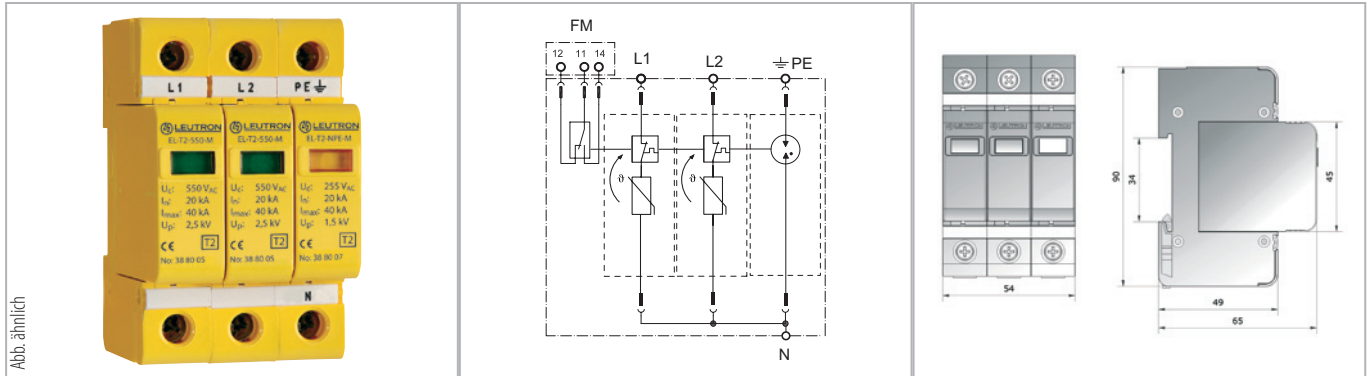 Abb. ähnlich
L1 L2 PE
LEUTRON LEUTRON LEUTRON
EL-T2-550-M EL-T2-550-M EL-T2-NPE-M
Uc: 550 VAC Uc: 550 VAC Uc: 255 VAC
In: 20 kA In: 20 kA In: 20 kA
Imax: 40 kA Imax: 40 kA Imax: 40 kA
Up: 2,5 kV Up: 2,5 kV Up: 1,5 kV
CE T2 CE T2 CE T2
No: 38 80 05 No: 38 80 05 No: 38 80 07
N
FM
12 11 14
L1 L2 PE
ϑ ϑ
N
LEUTRON LEUTRON LEUTRON
54
90
34
45
49
65